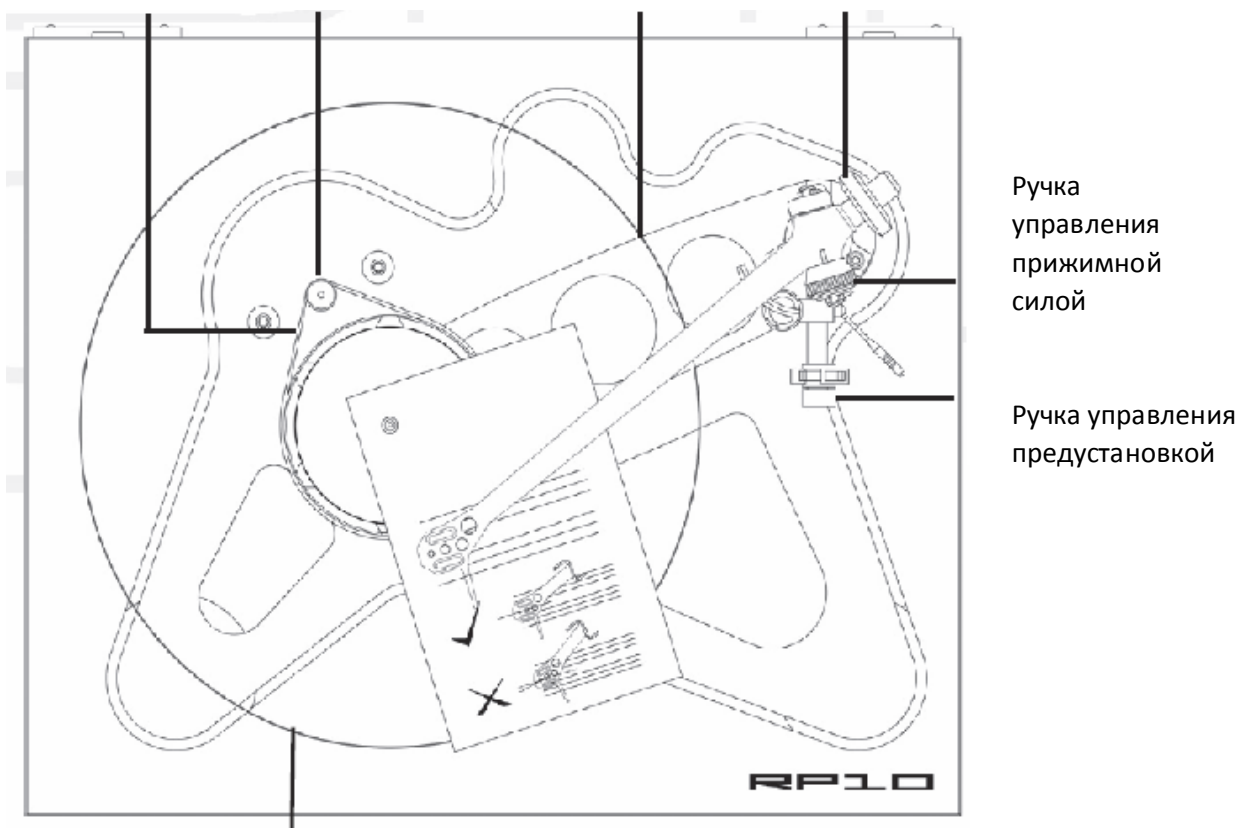 Ручка
управления
прижимной
силой
Ручка управления
предустановкой
RP10